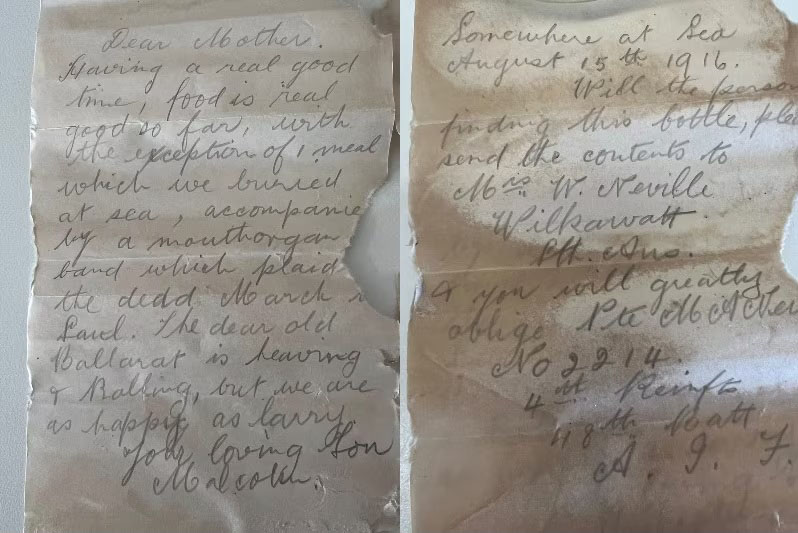 Dear Mother.
Having a real good
time, food is real
good so far, with
the exception of 1 meal
which we buried
at sea, accompanie
by a mouthorgan
band which plaid
the dedd March i
Saul. The dear old
Ballarat is heaving
& Rolling, but we are
as happy as larry.
Your loving Son
Malcolm.
Somewhere at Sea
August 15th 1916.
Will the person
finding this bottle, plea
send the contents to
Mrs W. Neville
Wilkawatt.
Sth. Aus.
& you will greatly
oblige Pte M A Nev
No 2214.
4th Reinfts
48th Batt
A. I. F.